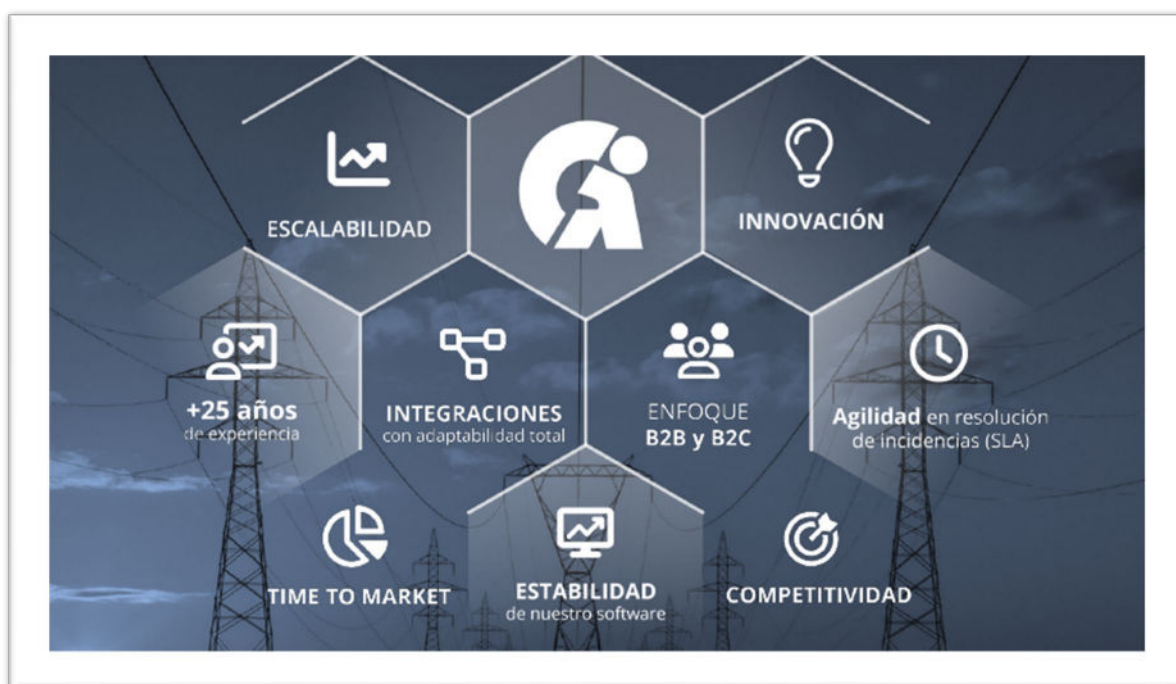 ESCALABILIDAD
INNOVACIÓN
+25 años
de experiencia
INTEGRACIONES
con adaptabilidad total
ENFOQUE
B2B y B2C
Agilidad en resolución
de incidencias (SLA)
TIME TO MARKET
ESTABILIDAD
de nuestro software
COMPETITIVIDAD